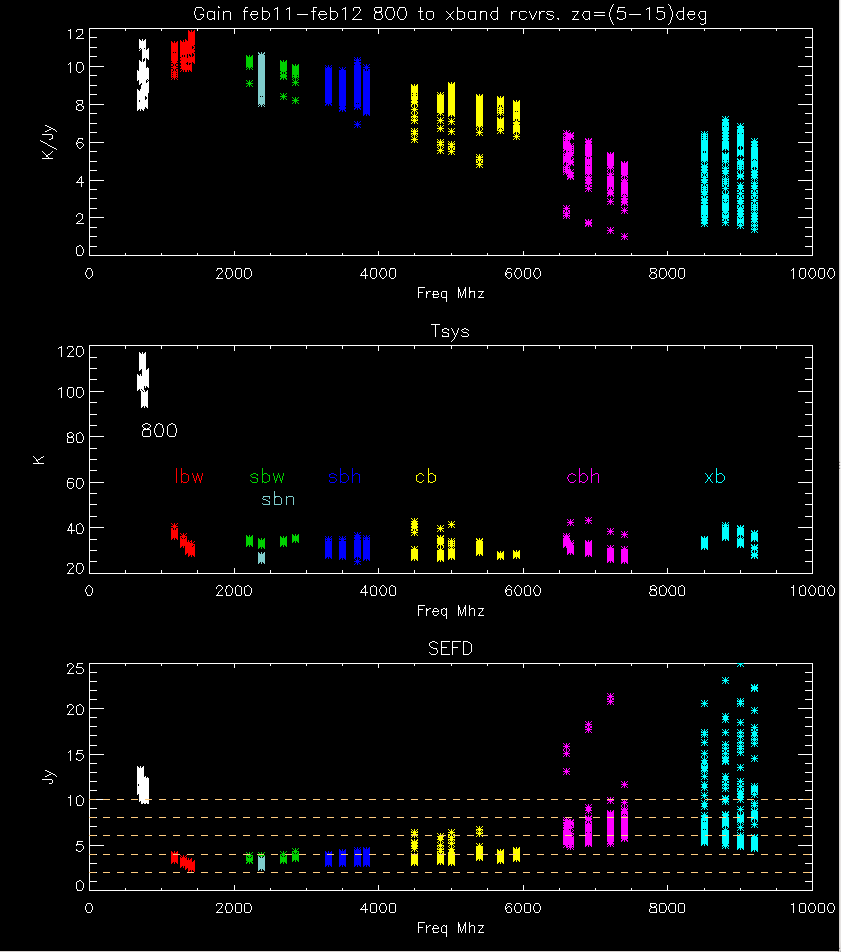 Gain feb11-feb12 800 to xband rcvrs. za=(5-15)deg
12
10
8
6
4
2
0
K/Jy
0 2000 4000 6000 8000 10000
Freq Mhz
Tsys
120
100
80
60
40
20
K
800
lbw sbw sbh cb cbh xb
sbn
0 2000 4000 6000 8000 10000
Freq Mhz
SEFD
25
20
15
10
5
0
Jy
0 2000 4000 6000 8000 10000
Freq Mhz